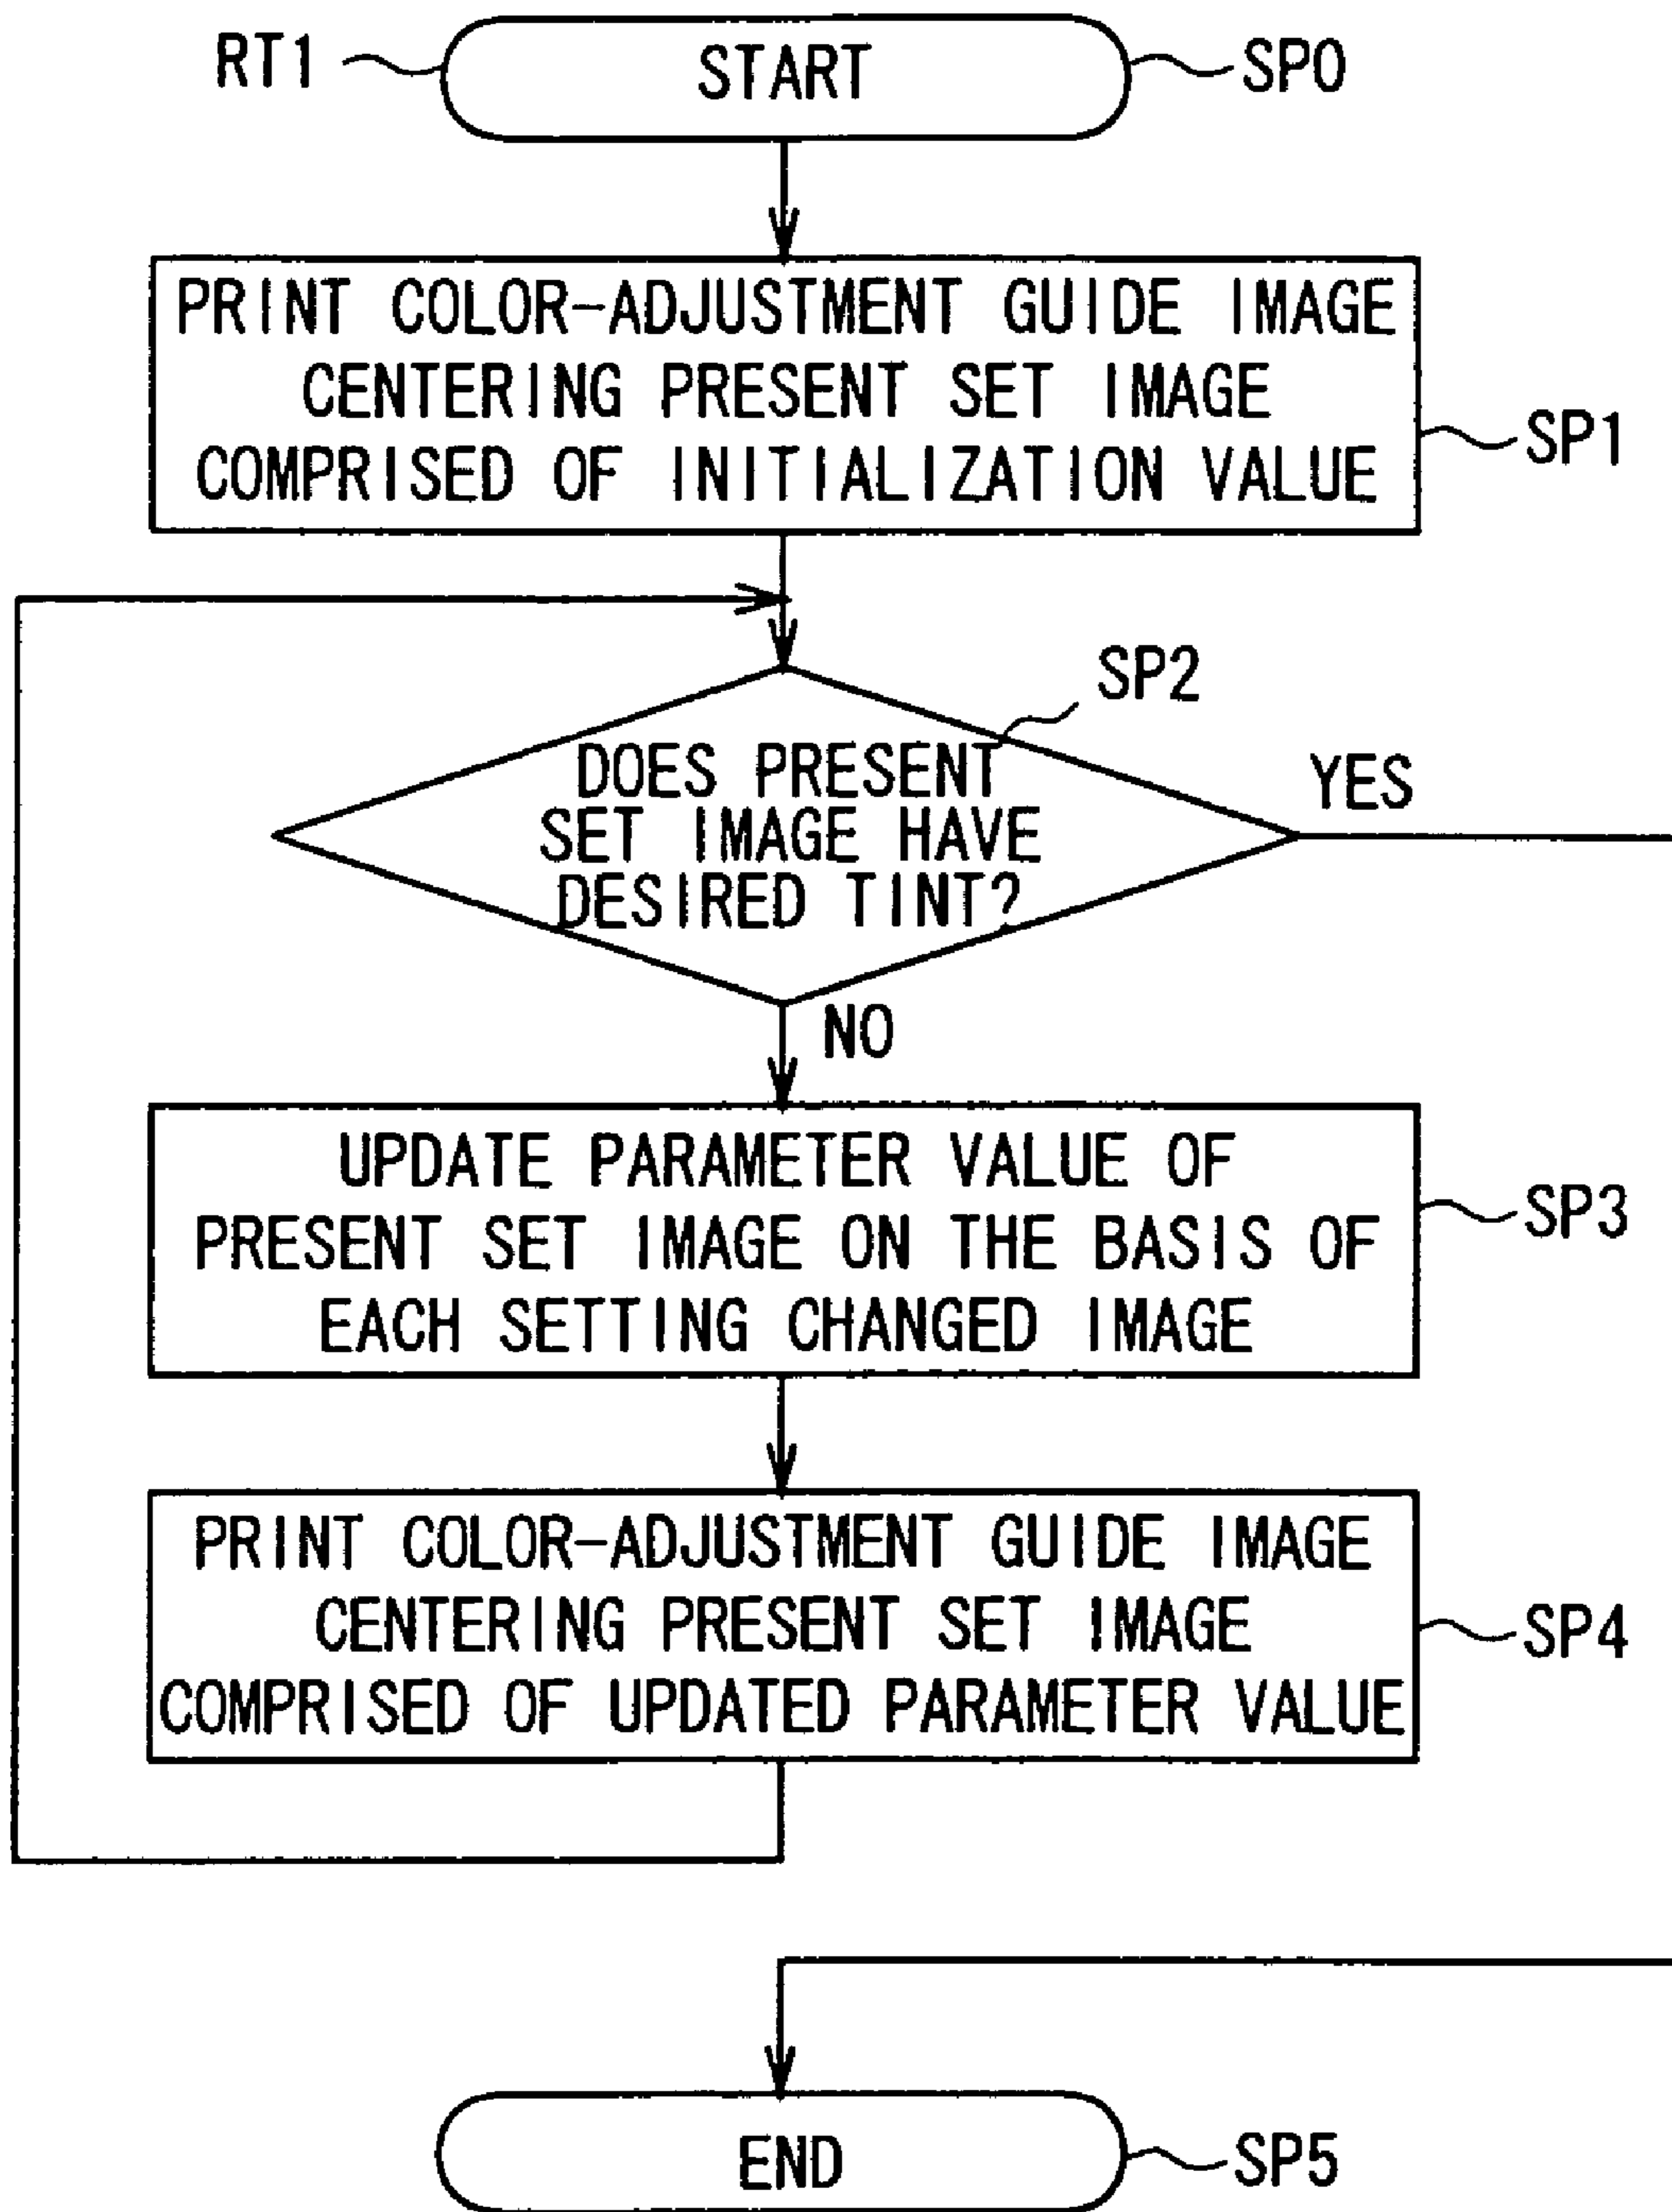 RT1
START
SP0
PRINT COLOR-ADJUSTMENT GUIDE IMAGE
CENTERING PRESENT SET IMAGE
COMPRISED OF INITIALIZATION VALUE
SP1
SP2
DOES PRESENT
SET IMAGE HAVE
DESIRED TINT?
YES
NO
UPDATE PARAMETER VALUE OF
PRESENT SET IMAGE ON THE BASIS OF
EACH SETTING CHANGED IMAGE
SP3
PRINT COLOR-ADJUSTMENT GUIDE IMAGE
CENTERING PRESENT SET IMAGE
COMPRISED OF UPDATED PARAMETER VALUE
SP4
END
SP5